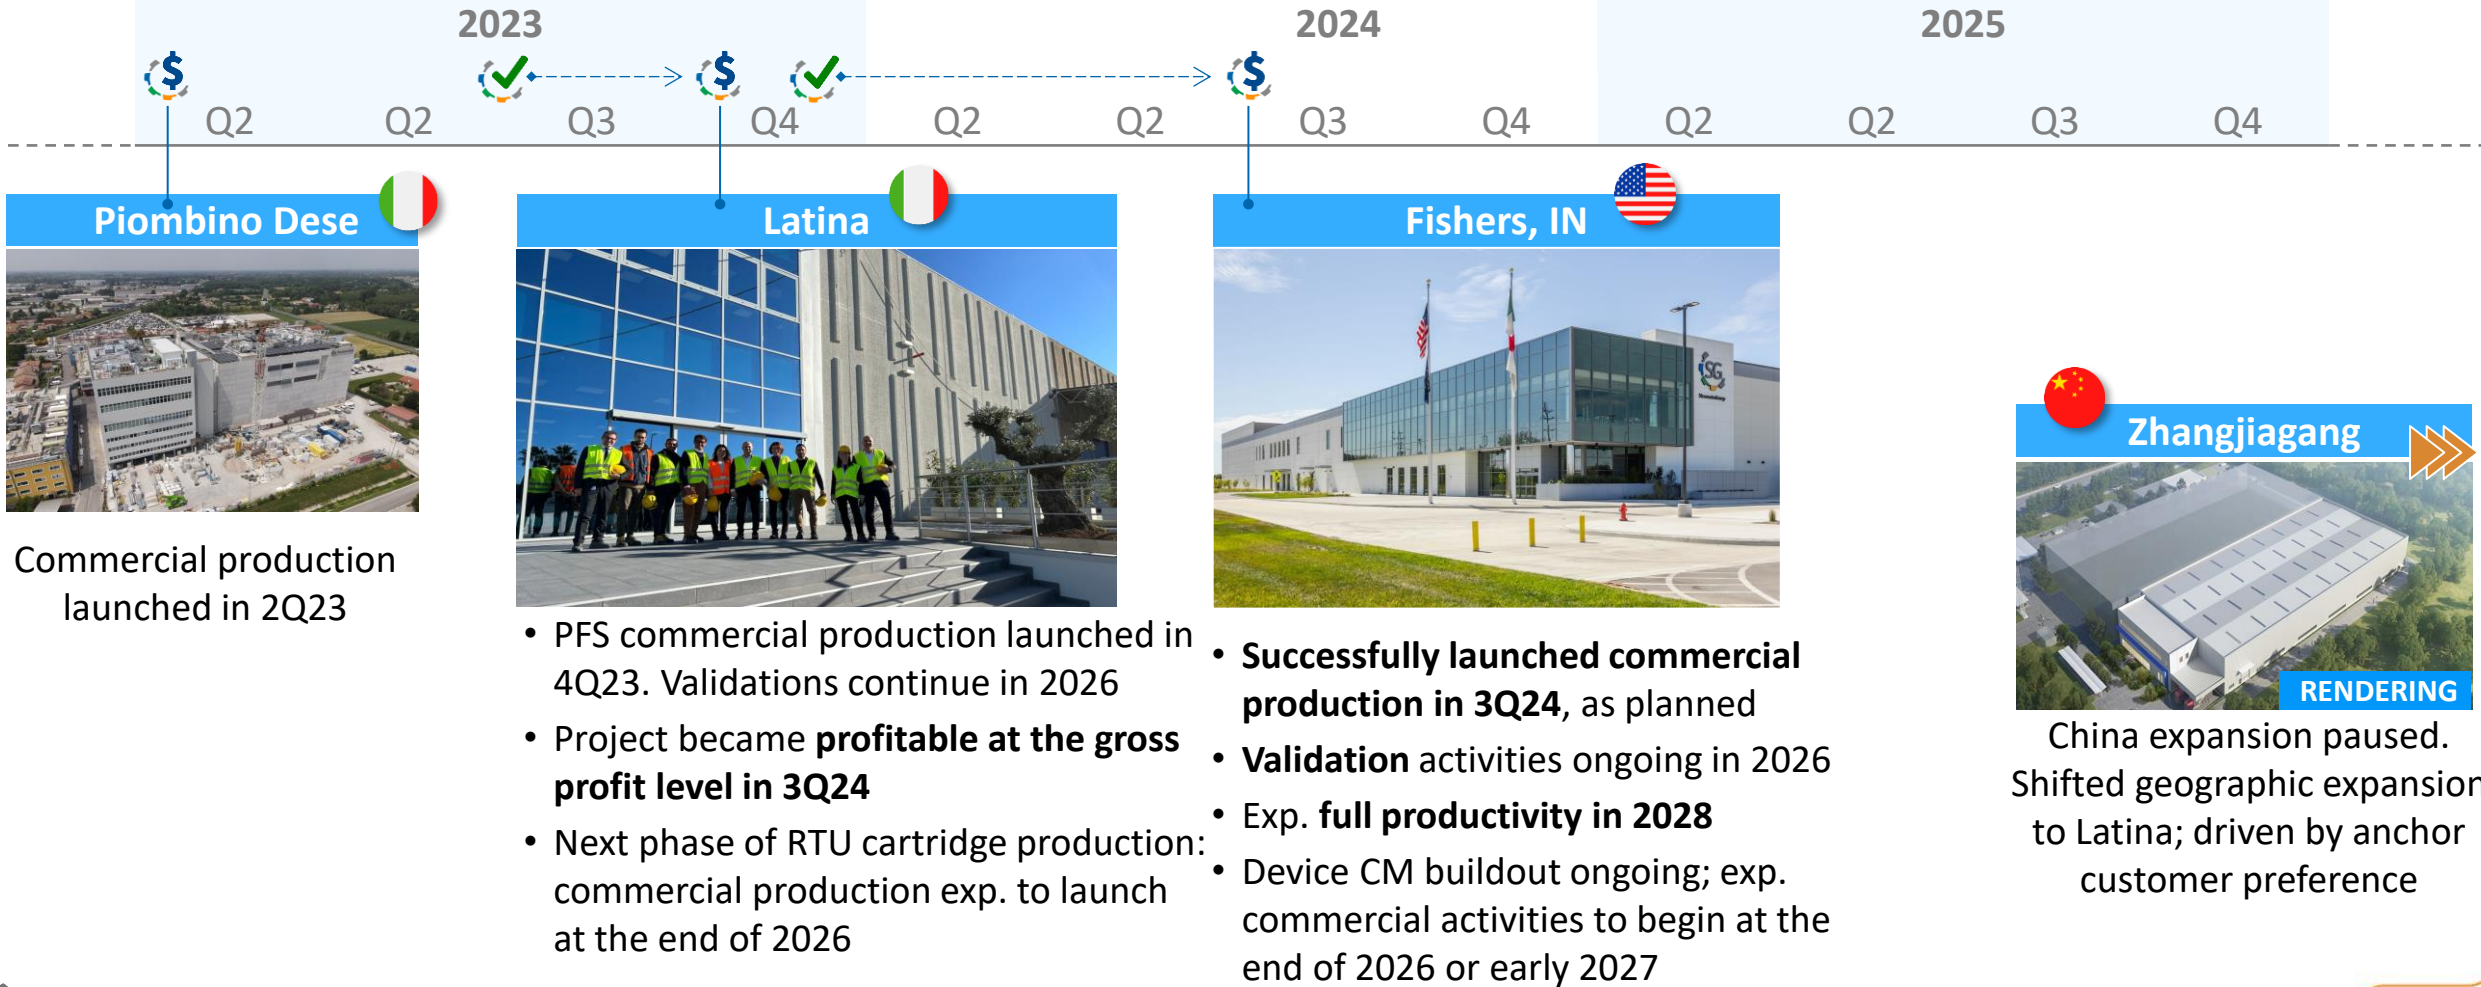 2023
2024
2025
$
$
$
Q2
Q2
Q3
Q4
Q2
Q2
Q3
Q4
Q2
Q2
Q3
Q4
Piombino Dese
Commercial production
launched in 2Q23
Latina
• PFS commercial production launched in
4Q23. Validations continue in 2026
• Project became profitable at the gross
profit level in 3Q24
• Next phase of RTU cartridge production:
commercial production exp. to launch
at the end of 2026
Fishers, IN
SG
• Successfully launched commercial
production in 3Q24, as planned
• Validation activities ongoing in 2026
• Exp. full productivity in 2028
• Device CM buildout ongoing; exp.
commercial activities to begin at the
end of 2026 or early 2027
Zhangjiagang
RENDERING
China expansion paused.
Shifted geographic expansion
to Latina; driven by anchor
customer preference